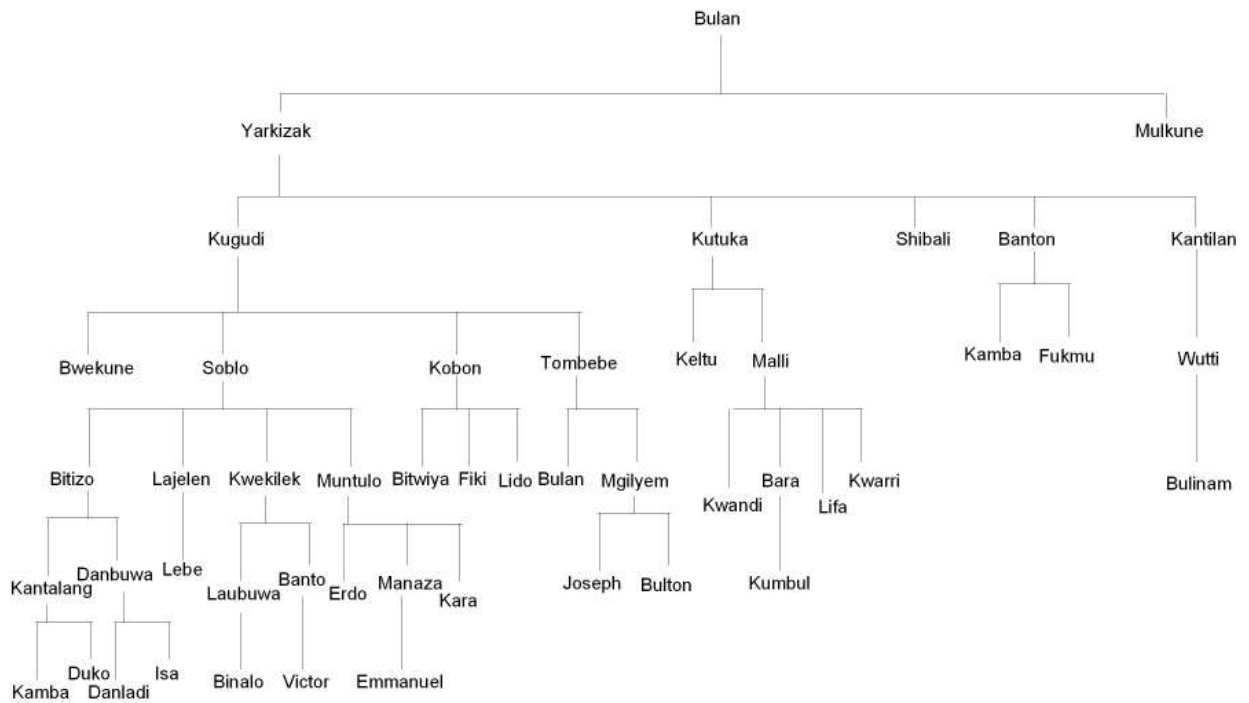 Bulan
Yarkizak Mulkune
Kugudi Kutuka Shibali Banton Kantilan
Bwekune Soblo Kobon Tombebe Keltu Malli Kamba Fukmu Wutti
Bitizo Lajelen Kwekilek Muntulo Bitwiya Fiki Lido Bulan Mgilyem Kwandi Bara Lifa Kwarri Bulinam
Kantalang Danbuwa Lebe Laubuwa Banto Erdo Manaza Kara Joseph Bulton Kumbul
Kamba Duko Danladi Isa Binalo Victor Emmanuel